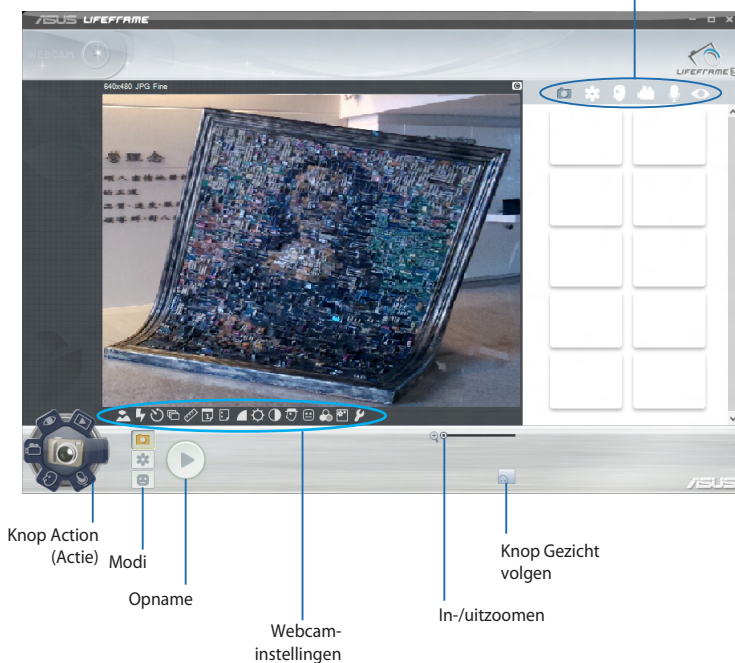 ASUS LIFEFRAME
WEBCAM
LIFEFRAME 3
640x480 JPG Fine
ASUS
Knop Action
(Actie)
Modi
Opname
Webcam-
instellingen
In-/uitzoomen
Knop Gezicht
volgen